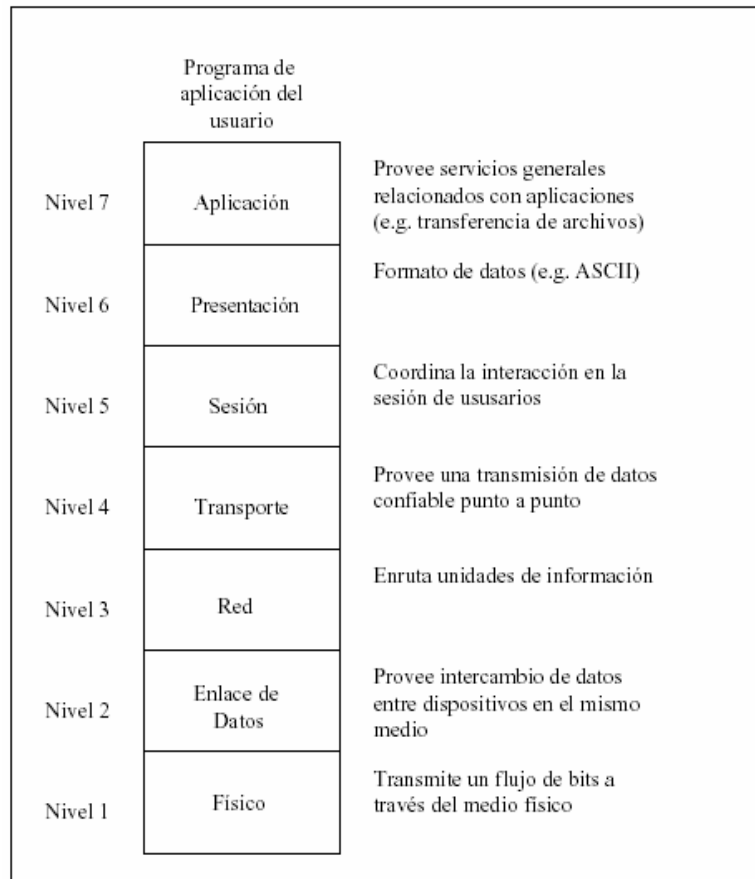 Programa de
aplicación del
usuario
Nivel 7
Aplicación
Provee servicios generales
relacionados con aplicaciones
(e.g. transferencia de archivos)
Nivel 6
Presentación
Formato de datos (e.g. ASCII)
Nivel 5
Sesión
Coordina la interacción en la
sesión de ususarios
Nivel 4
Transporte
Provee una transmisión de datos
confiable punto a punto
Nivel 3
Red
Enruta unidades de información
Nivel 2
Enlace de
Datos
Provee intercambio de datos
entre dispositivos en el mismo
medio
Nivel 1
Físico
Transmite un flujo de bits a
través del medio físico